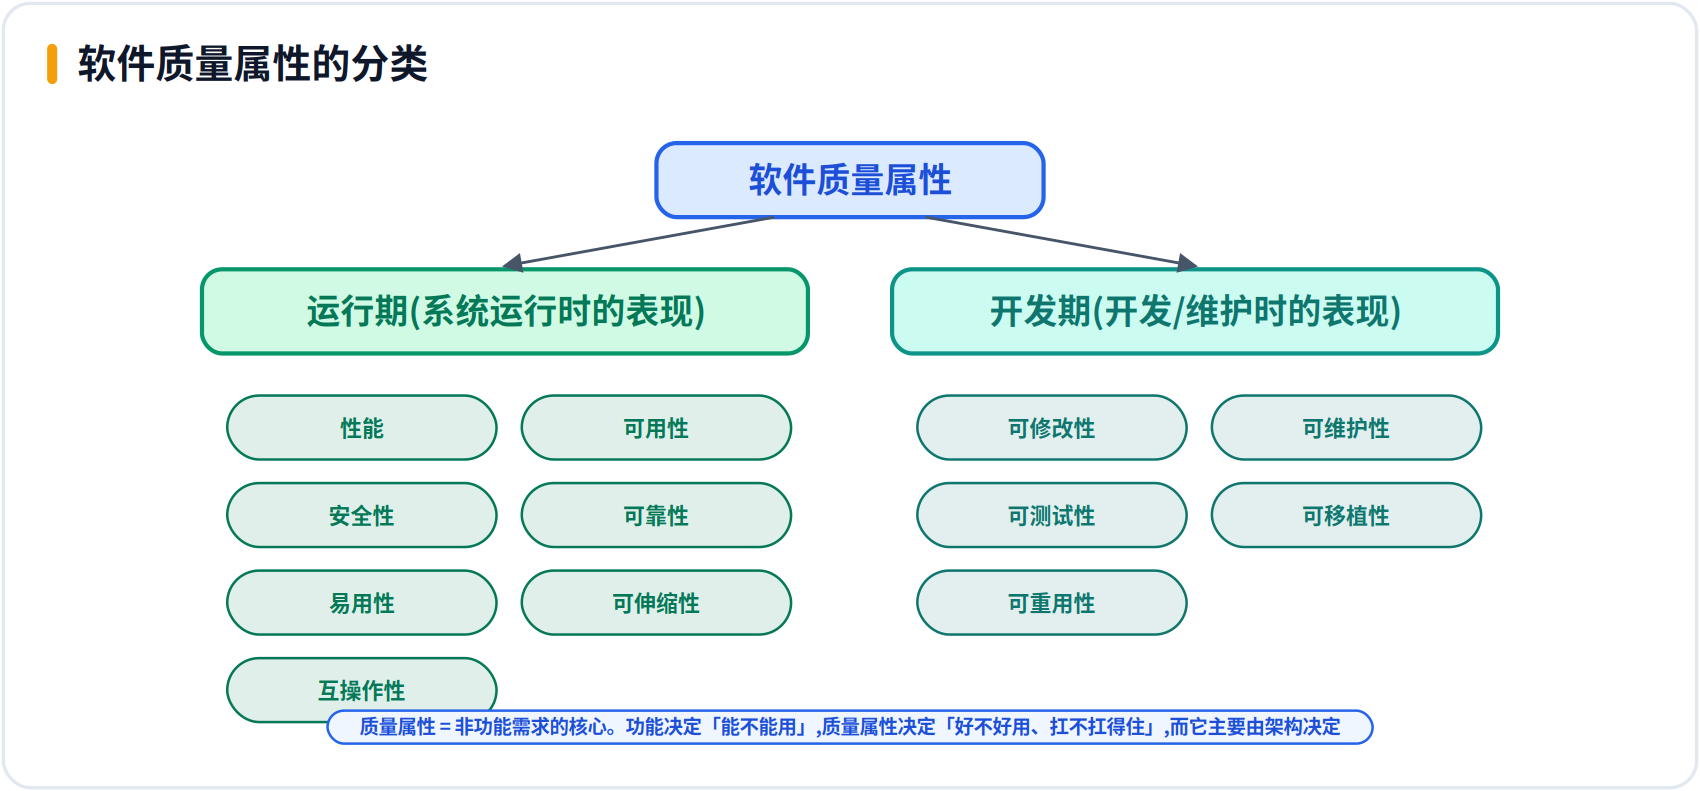 软件质量属性的分类
软件质量属性
运行期(系统运行时的表现)
开发期(开发/维护时的表现)
性能
可用性
可修改性
可维护性
安全性
可靠性
可测试性
可移植性
易用性
可伸缩性
可重用性
互操作性
质量属性 = 非功能需求的核心。功能决定「能不能用」,质量属性决定「好不好用、扛不扛得住」,而它主要由架构决定